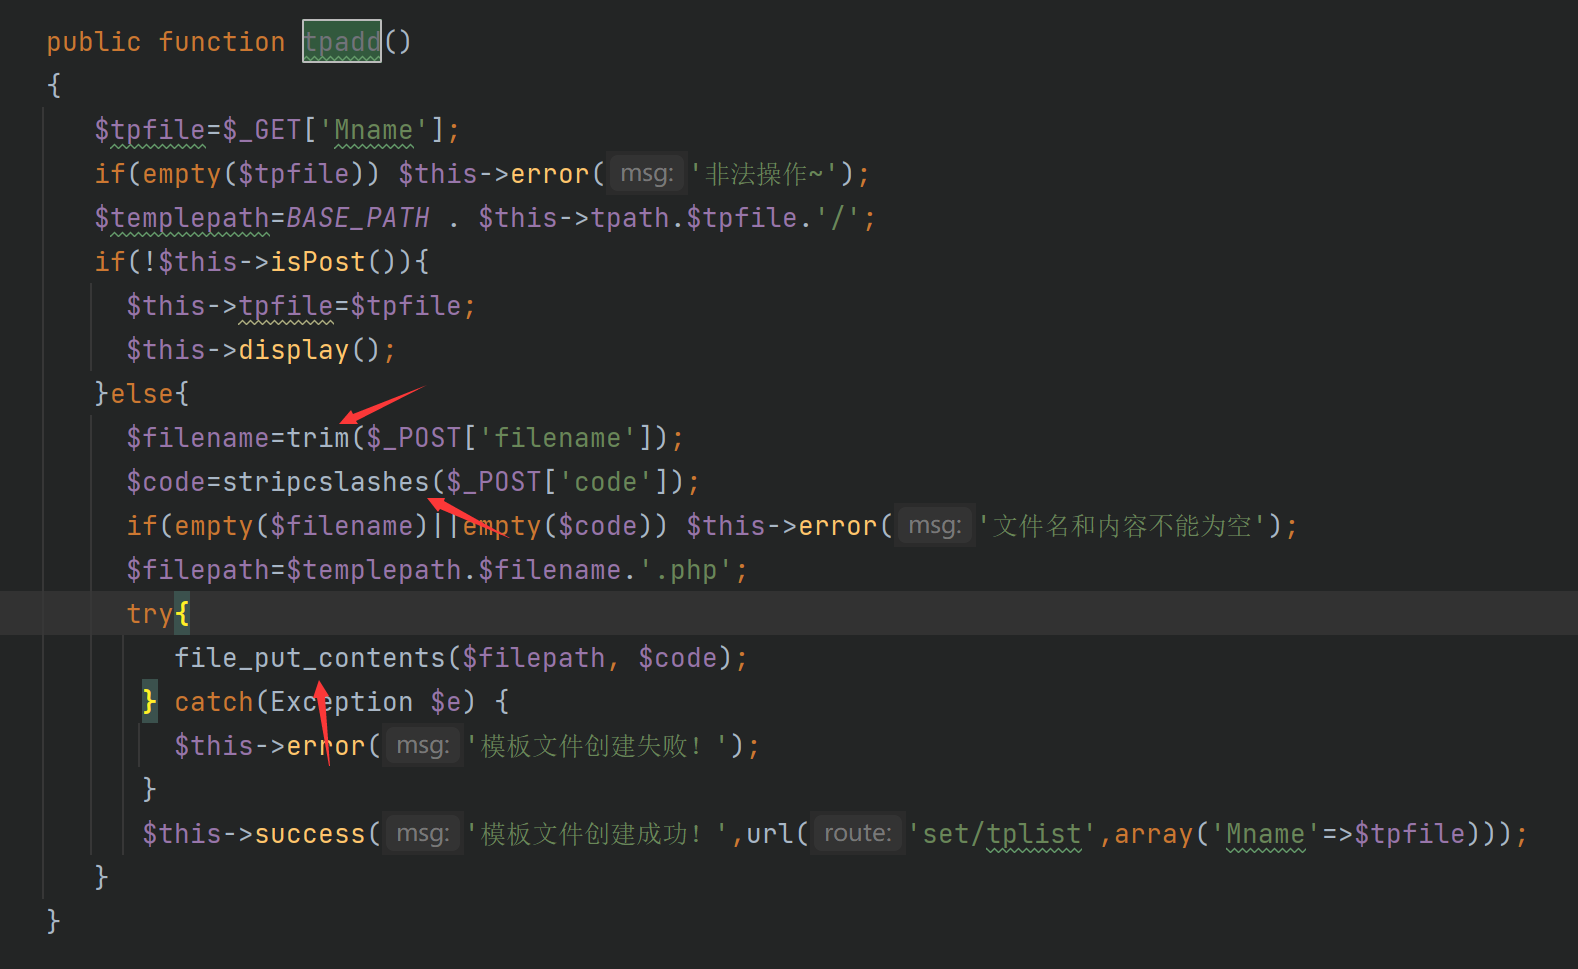 public function tpadd()
{
$tpfile=$_GET['Mname'];
if(empty($tpfile)) $this->error( msg: '非法操作~');
$templepath=BASE_PATH . $this->tpath.$tpfile.'/';
if(!$this->isPost()){
$this->tpfile=$tpfile;
$this->display();
}else{
$filename=trim($_POST['filename']);
$code=stripcslashes($_POST['code']);
if(empty($filename)||empty($code)) $this->error( msg: '文件名和内容不能为空');
$filepath=$templepath.$filename.'.php';
try{
file_put_contents($filepath, $code);
} catch(Exception $e) {
$this->error( msg: '模板文件创建失败！');
}
$this->success( msg: '模板文件创建成功！',url( route: 'set/tplist',array('Mname'=>$tpfile)));
}
}